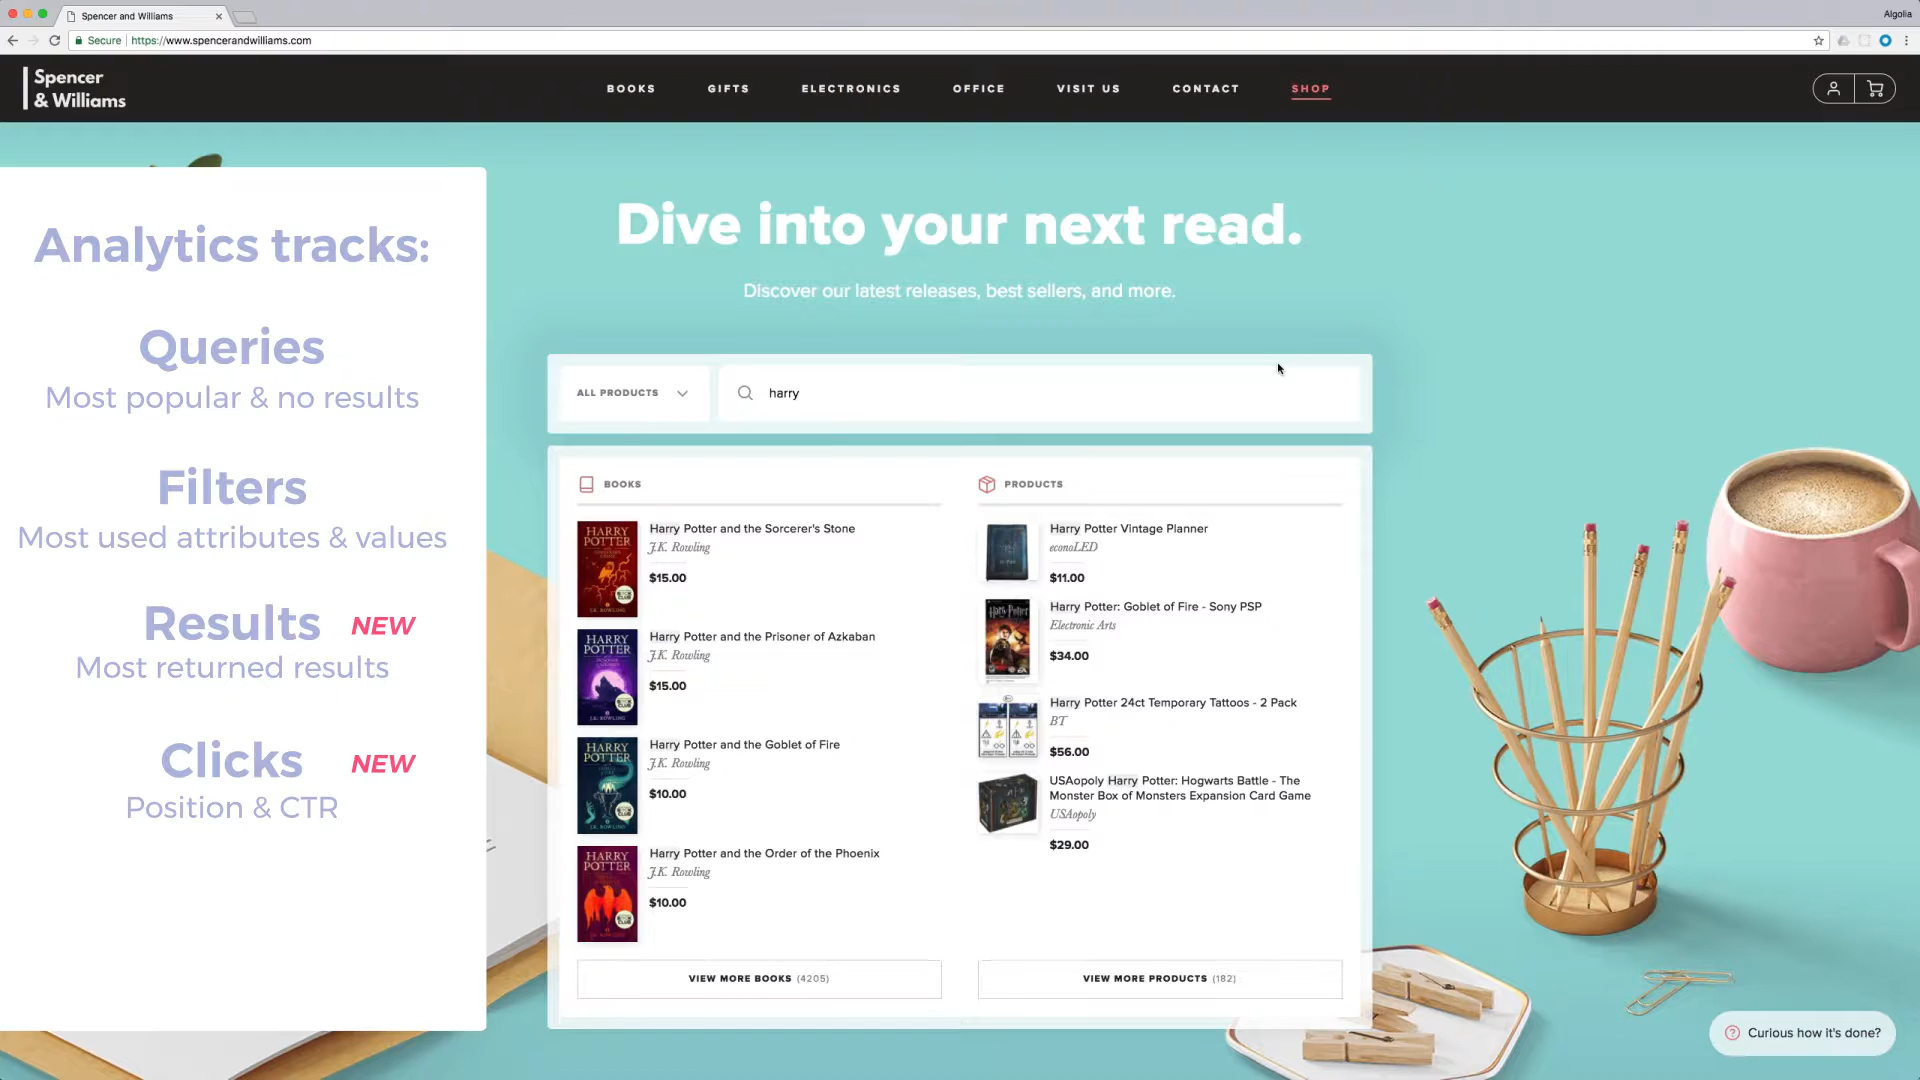 Spencer and Williams
Algolia
Secure
https://www.spencerandwilliams.com
Spencer
& Williams
BOOKS
GIFTS
ELECTRONICS
OFFICE
VISIT US
CONTACT
SHOP
Analytics tracks:
Queries
Most popular & no results
Filters
Most used attributes & values
Results NEW
Most returned results
Clicks NEW
Position & CTR
Dive into your next read.
Discover our latest releases, best sellers, and more.
ALL PRODUCTS
harry
BOOKS
HARRY
POTTER
Harry Potter and the Sorcerer's Stone
J.K. Rowling
$15.00
HARRY
POTTER
Harry Potter and the Prisoner of Azkaban
J.K. Rowling
$15.00
HARRY
POTTER
Harry Potter and the Goblet of Fire
J.K. Rowling
$10.00
HARRY
POTTER
Harry Potter and the Order of the Phoenix
J.K. Rowling
$10.00
VIEW MORE BOOKS (4205)
PRODUCTS
Harry Potter Vintage Planner
econoLED
$11.00
Harry Potter: Goblet of Fire - Sony PSP
Electronic Arts
$34.00
Harry Potter 24ct Temporary Tattoos - 2 Pack
BT
$56.00
USAopoly Harry Potter: Hogwarts Battle - The
Monster Box of Monsters Expansion Card Game
USAopoly
$29.00
VIEW MORE PRODUCTS (182)
Curious how it's done?